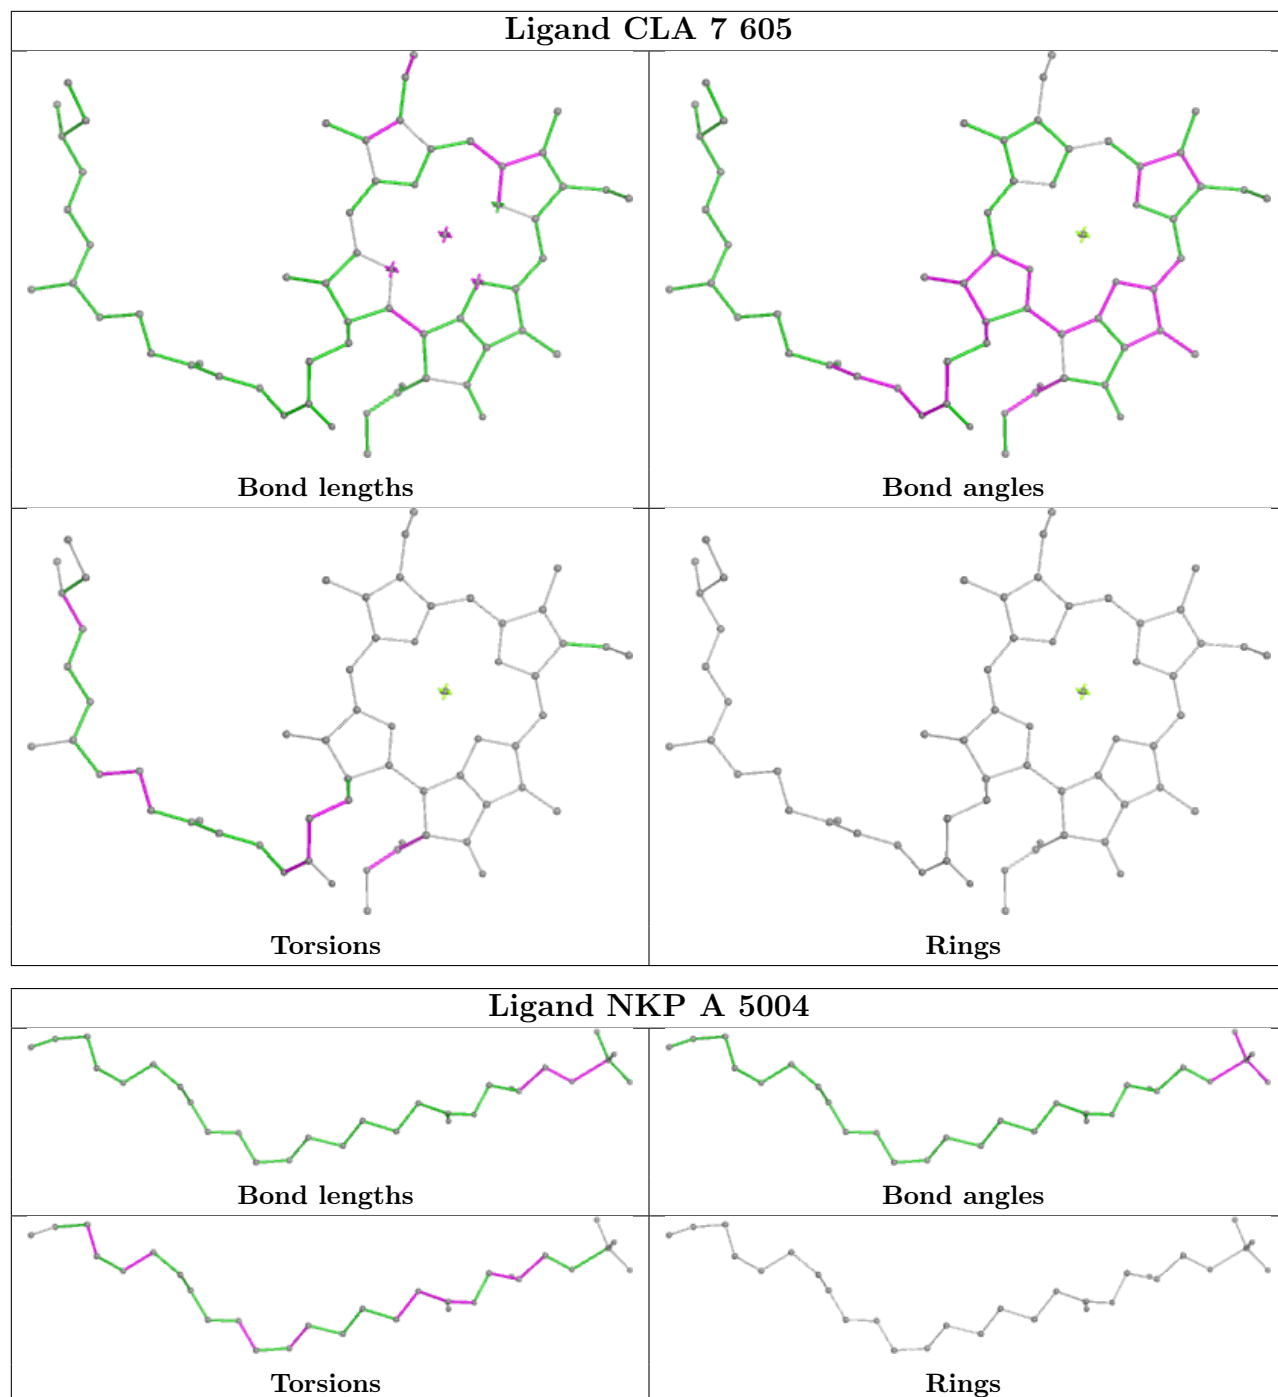 Ligand CLA 7 605
Bond lengths
Bond angles
Torsions
Rings
Ligand NKP A 5004
Bond lengths
Bond angles
Torsions
Rings